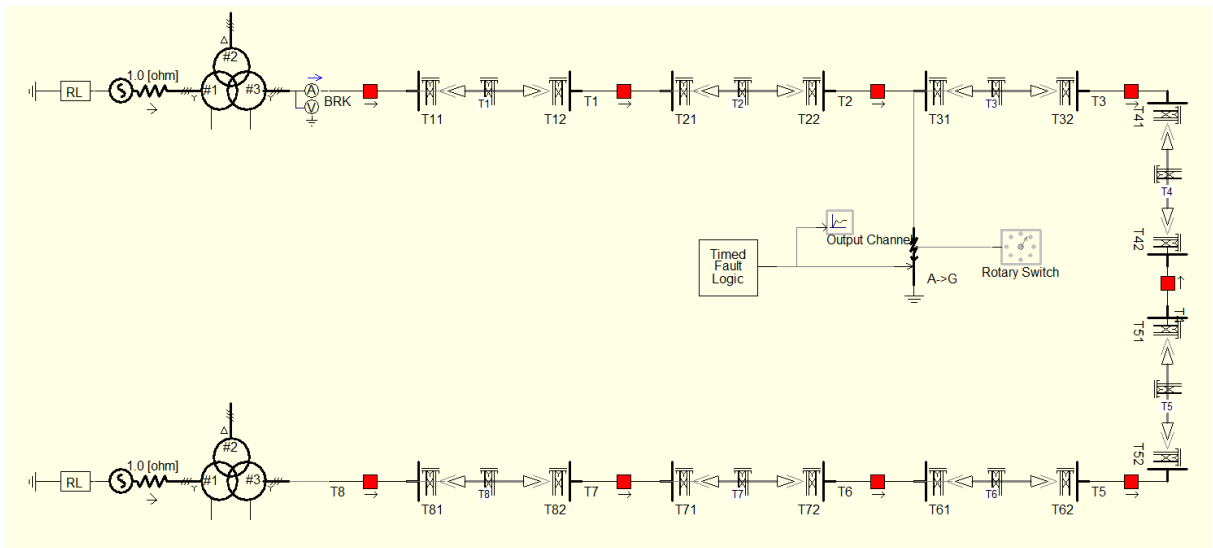 1.0 [ohm]
#2
RL
S
#1
#3
A
V
BRK
T11
T1
T12
T1
T21
T2
T22
T2
T31
T3
T32
T3
T41
T4
T42
Timed
Fault
Logic
Output Channel
A->G
Rotary Switch
T51
T5
T52
1.0 [ohm]
#2
RL
S
#1
#3
T8
T81
T8
T82
T7
T71
T7
T72
T6
T61
T6
T62
T5